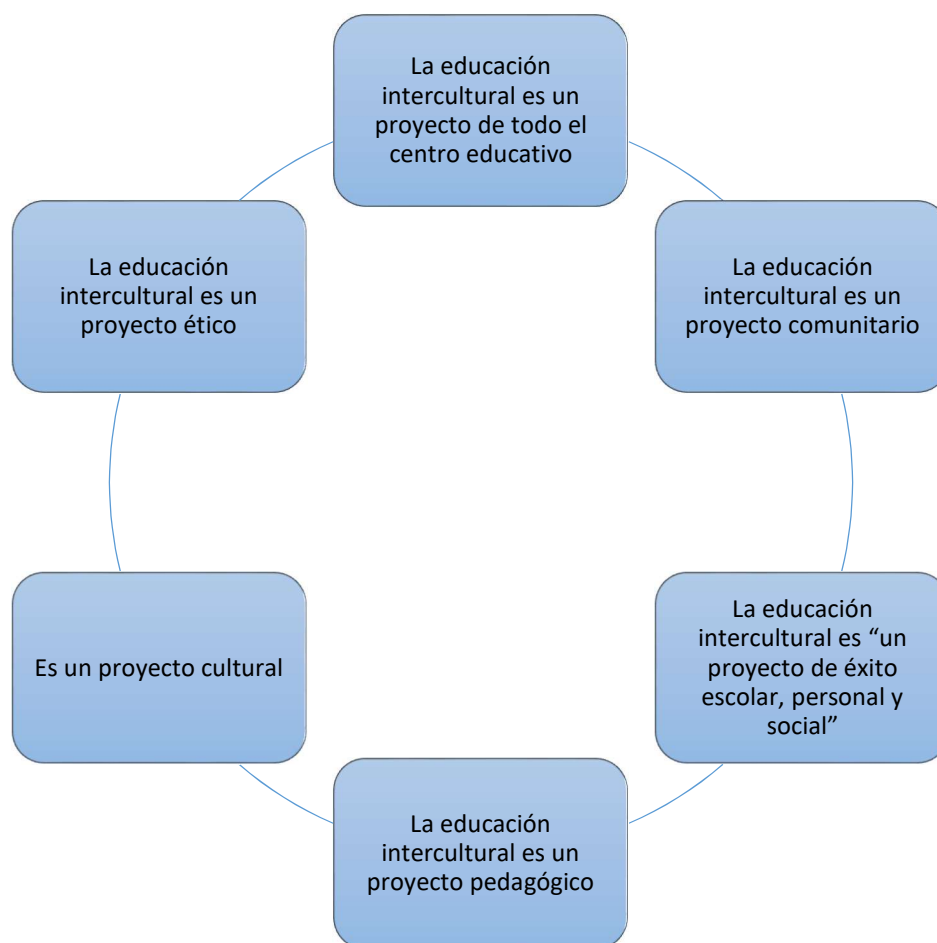 La educación
intercultural es un
proyecto de todo el
centro educativo
La educación
intercultural es un
proyecto comunitario
La educación
intercultural es “un
proyecto de éxito
escolar, personal y
social”
La educación
intercultural es un
proyecto pedagógico
Es un proyecto cultural
La educación
intercultural es un
proyecto ético